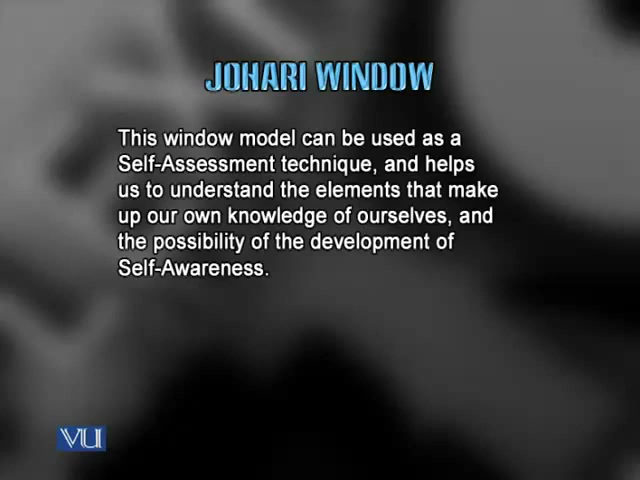 JOHARI WINDOW
This window model can be used as a
Self-Assessment technique, and helps
us to understand the elements that make
up our own knowledge of ourselves, and
the possibility of the development of
Self-Awareness.
VU